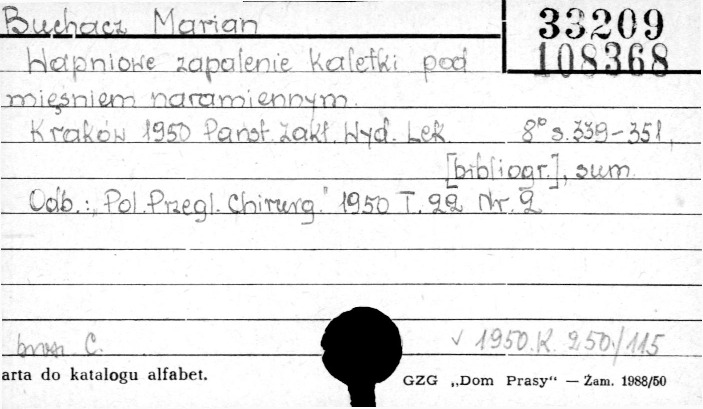 Buchacz Marian
33209
108368
Wapniowe zapalenie kaletki pod
mięśniem naramiennym.
Kraków 1950 Państ. Zakł. Wyd. Lek. 8° s. 339-351,
[bibliogr.], sum.
Odb.: „Pol. Przegl. Chirurg." 1950 T. 22 Nr. 2
C.
√ 1950. K. 250/115
arta do katalogu alfabet.
GZG „Dom Prasy“ — Żam. 1988/50